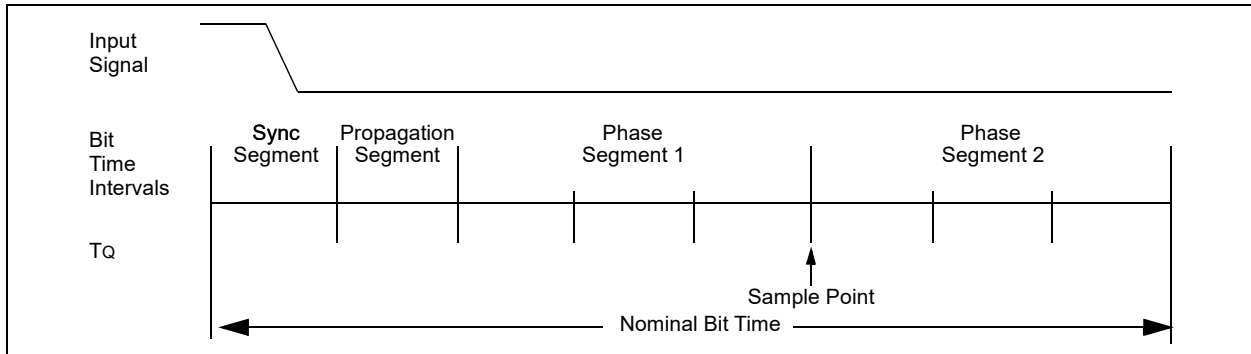 Input
Signal
Bit
Time
Intervals
Sync
Segment
Propagation
Segment
Phase
Segment 1
Phase
Segment 2
TQ
Sample Point
Nominal Bit Time